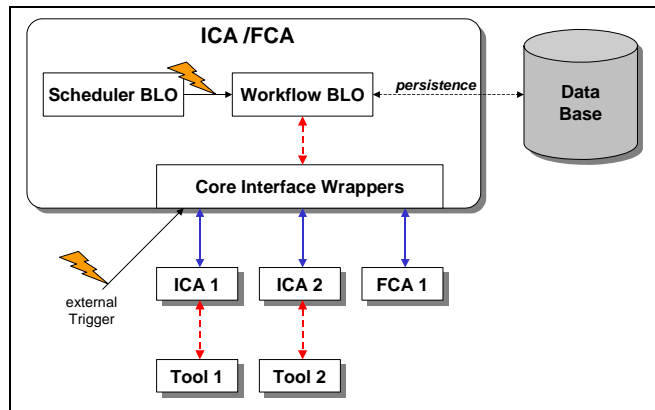 ICA /FCA
Scheduler BLO
Workflow BLO
persistence
Data
Base
Core Interface Wrappers
external
Trigger
ICA 1
ICA 2
FCA 1
Tool 1
Tool 2